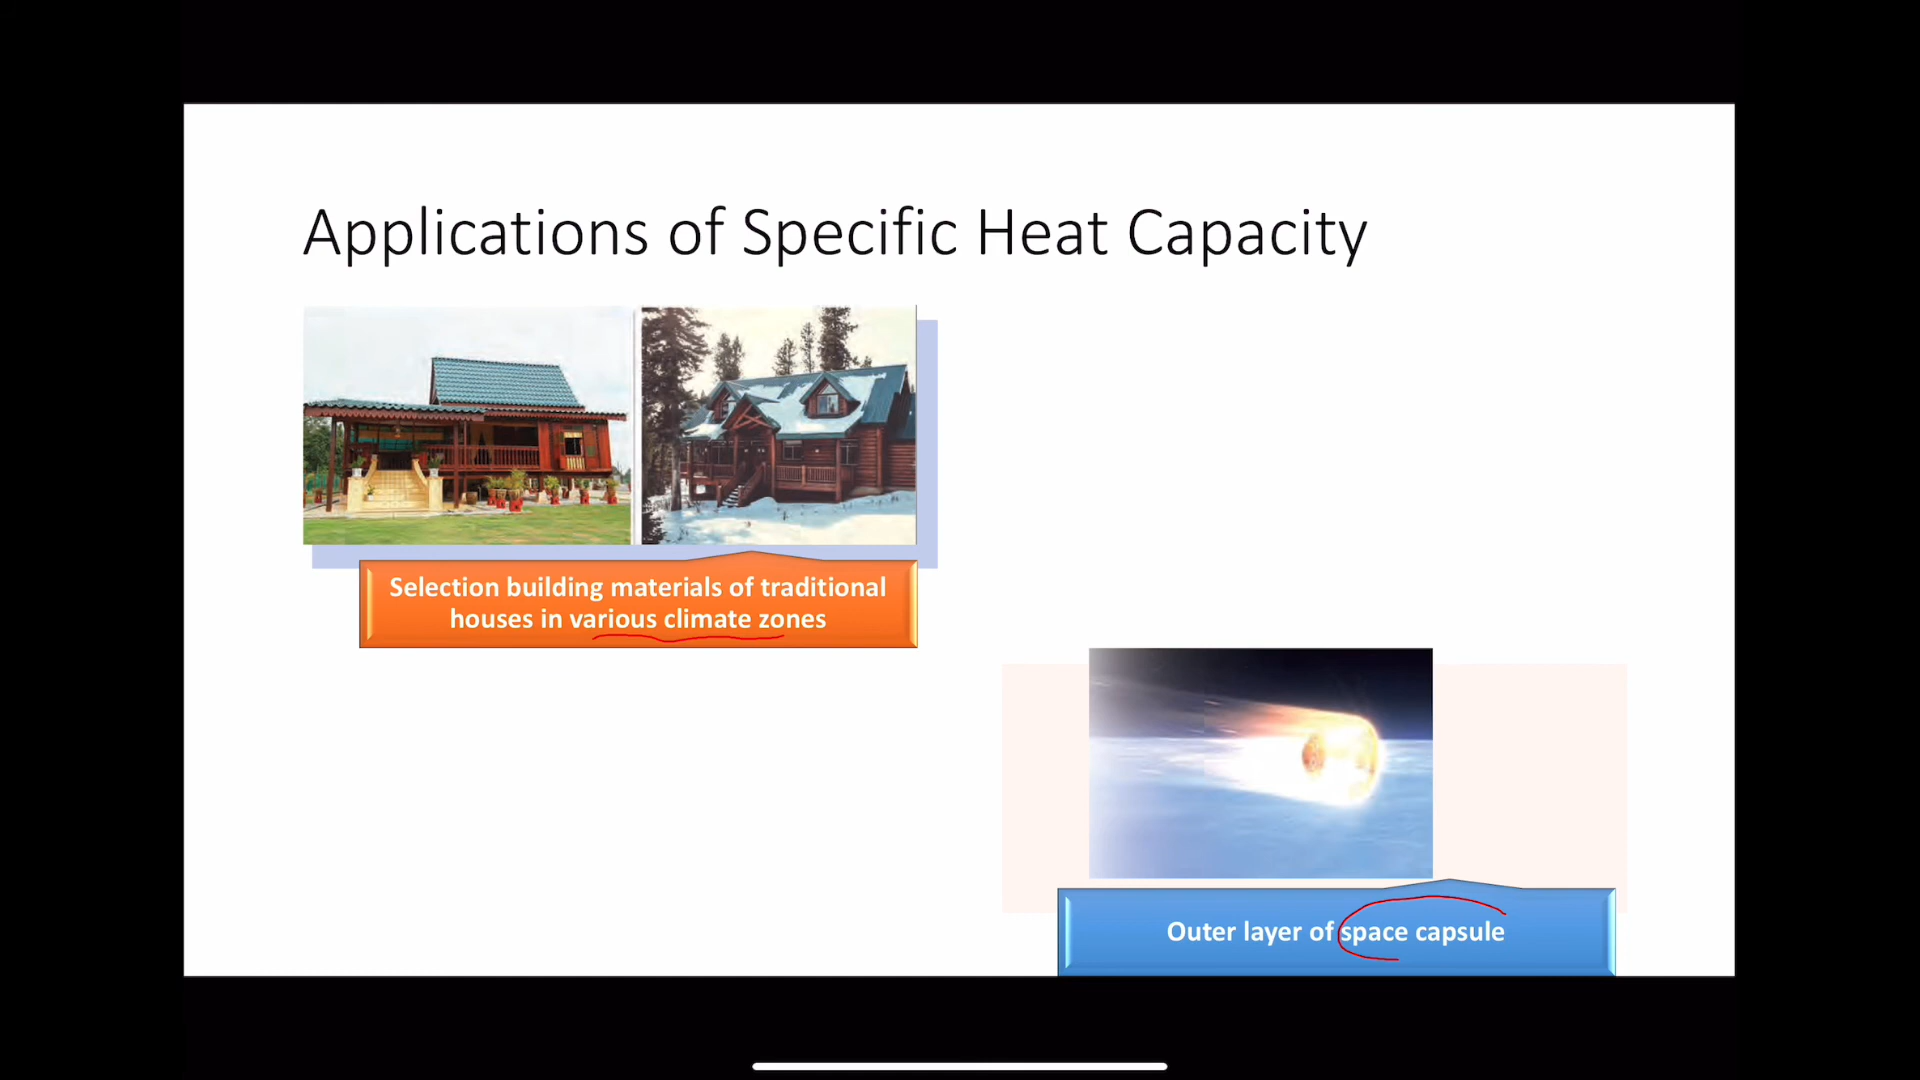 Applications of Specific Heat Capacity
Selection building materials of traditional
houses in various climate zones
Outer layer of space capsule